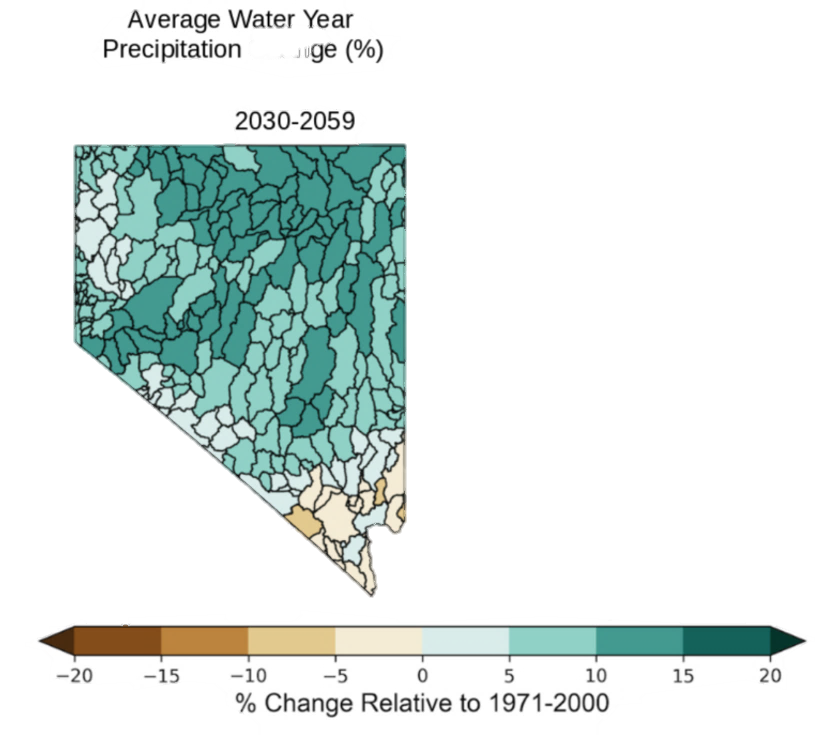 Average Water Year
Precipitation ge (%)
2030-2059
−20 −15 −10 −5 0 5 10 15 20
% Change Relative to 1971-2000